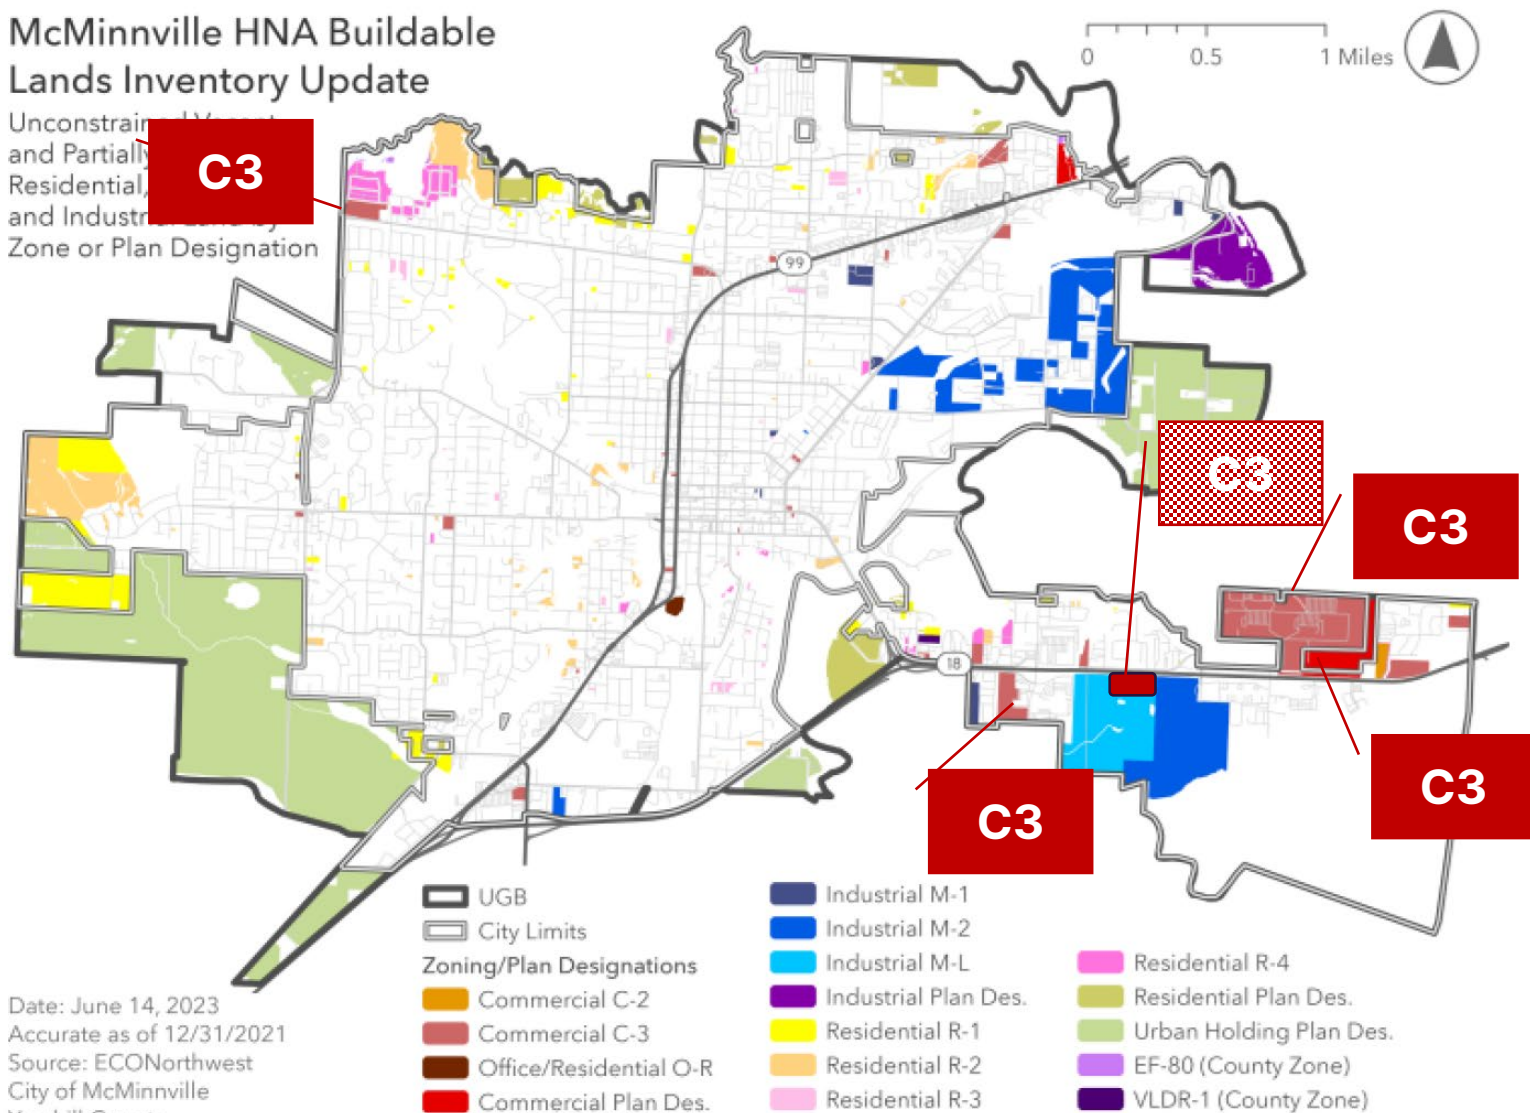 McMinnville HNA Buildable
Lands Inventory Update
0 0.5 1 Miles
and Partially
Residential,
Zone or Plan Designation
C3
99
C3
C3
18
C3
C3
UGB
City Limits
Zoning/Plan Designations
Commercial C-2
Commercial C-3
Office/Residential O-R
Commercial Plan Des.
Industrial M-1
Industrial M-2
Industrial M-L
Industrial Plan Des.
Residential R-1
Residential R-2
Residential R-3
Residential R-4
Residential Plan Des.
Urban Holding Plan Des.
EF-80 (County Zone)
VLDR-1 (County Zone)
Date: June 14, 2023
Accurate as of 12/31/2021
Source: ECONorthwest
City of McMinnville